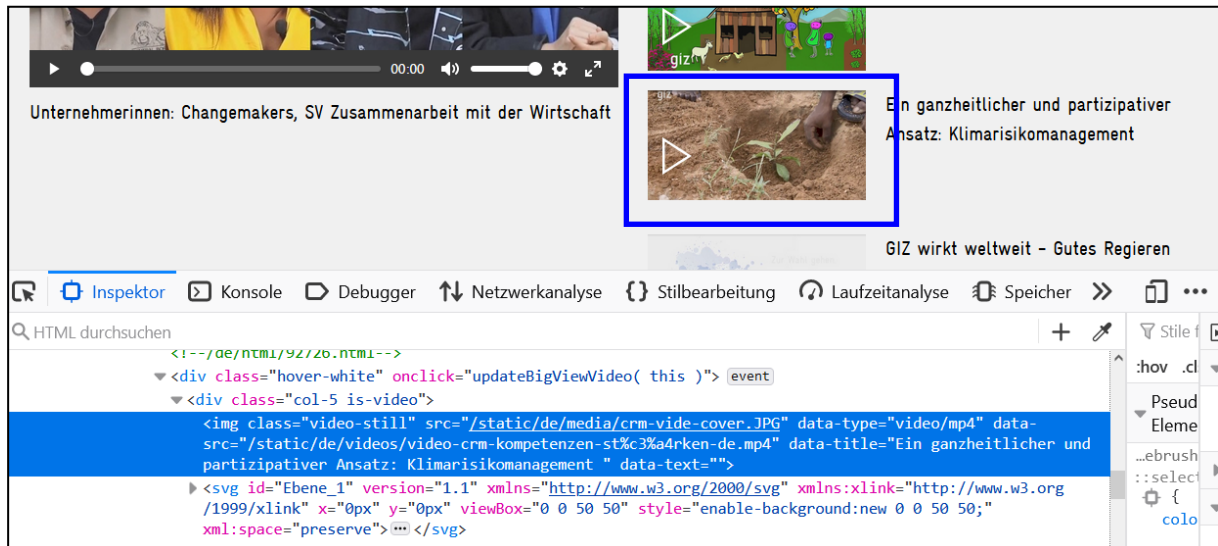 giz
00:00
giz
Unternehmerinnen: Changemakers, SV Zusammenarbeit mit der Wirtschaft
Ein ganzheitlicher und partizipativer
Ansatz: Klimarisikomanagement
GIZ wirkt weltweit – Gutes Regieren
Inspektor Konsole Debugger Netzwerkanalyse {} Stilbearbeitung Laufzeitanalyse Speicher
HTML durchsuchen
Stile f
<!--/de/html/92726.html-->
<div class="hover-white" onclick="updateBigViewVideo( this )"> event
<div class="col-5 is-video">
<img class="video-still" src="/static/de/media/crm-vide-cover.JPG" data-type="video/mp4" data-
src="/static/de/videos/video-crm-kompetenzen-st%c3%a4rken-de.mp4" data-title="Ein ganzheitlicher und
partizipativer Ansatz: Klimarisikomanagement " data-text="">
<svg id="Ebene_1" version="1.1" xmlns="http://www.w3.org/2000/svg" xmlns:xlink="http://www.w3.org
/1999/xlink" x="0px" y="0px" viewBox="0 0 50 50" style="enable-background:new 0 0 50 50;"
xml:space="preserve"> ••• </svg>
:hov .cl
Pseud
Eleme
…ebrush
::selec
{
colo